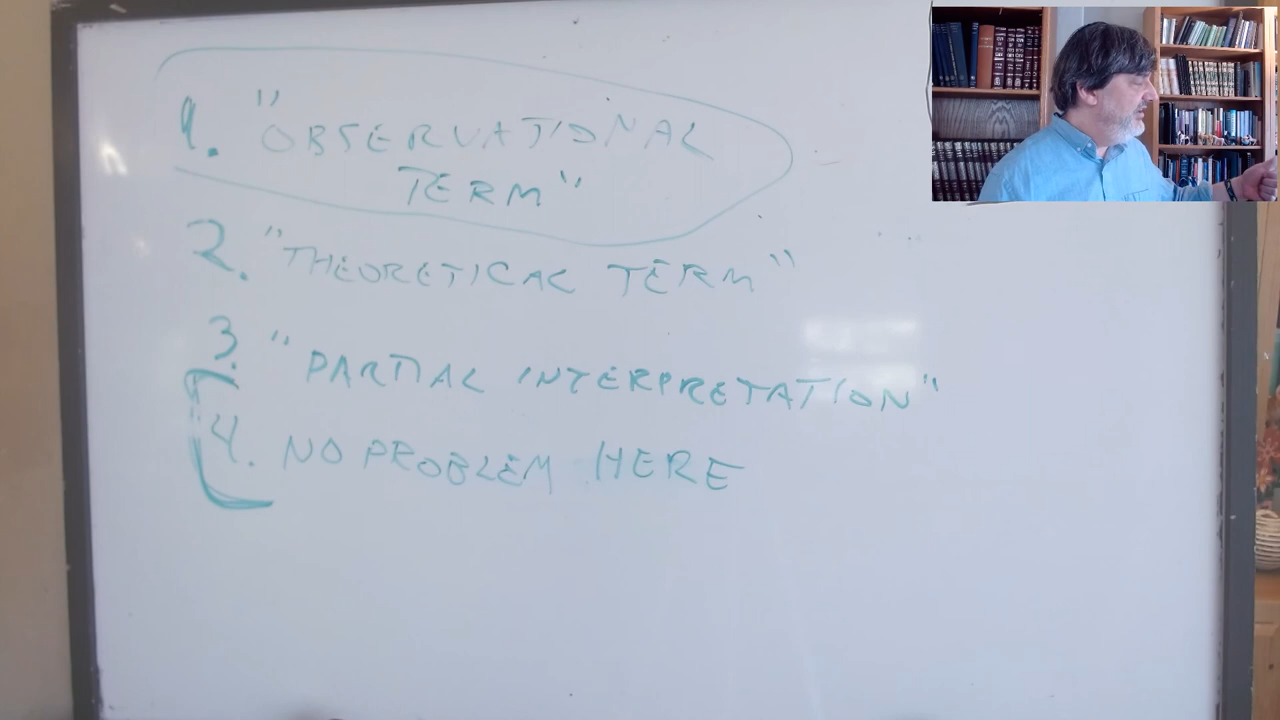 1. "OBSERVATIONAL
TERM"
2. "THEORETICAL TERM"
3. "PARTIAL INTERPRETATION"
4. NO PROBLEM HERE